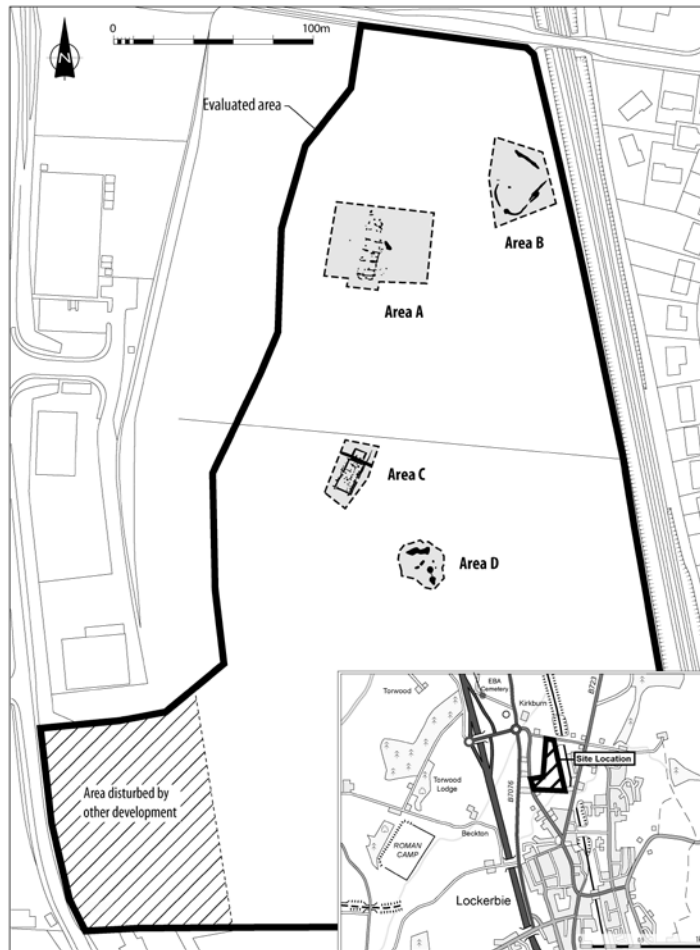 N
0 100m
Evaluated area
Area B
Area A
Area C
Area D
Area disturbed by
other development
Torwood
EBA
Cemetery
Kirkburn
B723
Site Location
Torwood
Lodge
B7076
Beckton
ROMAN
CAMP
Lockerbie
0